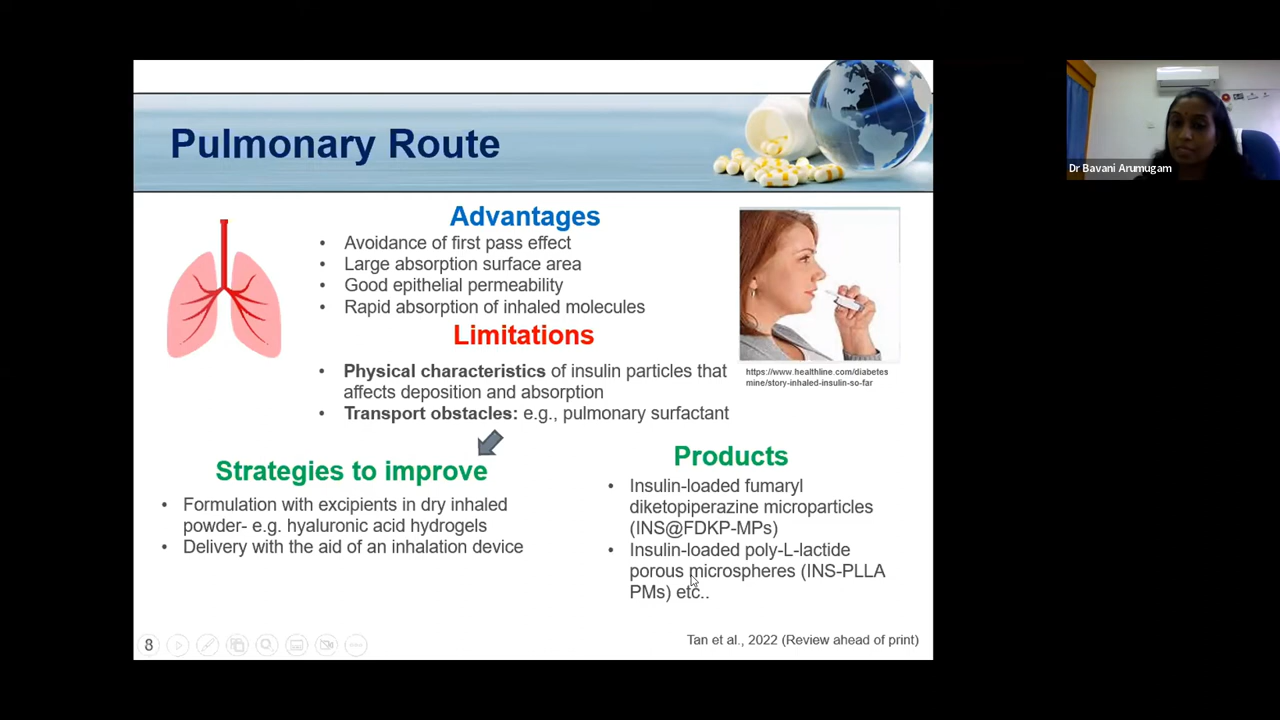 Pulmonary Route
Advantages
• Avoidance of first pass effect
• Large absorption surface area
• Good epithelial permeability
• Rapid absorption of inhaled molecules
Limitations
• Physical characteristics of insulin particles that
affects deposition and absorption
• Transport obstacles: e.g., pulmonary surfactant
https://www.healthline.com/diabetes
mine/story-inhaled-insulin-so-far
Strategies to improve
• Formulation with excipients in dry inhaled
powder- e.g. hyaluronic acid hydrogels
• Delivery with the aid of an inhalation device
Products
• Insulin-loaded fumaryl
diketopiperazine microparticles
(INS@FDKP-MPs)
• Insulin-loaded poly-L-lactide
porous microspheres (INS-PLLA
PMs) etc..
Tan et al., 2022 (Review ahead of print)
8
Dr Bavani Arumugam